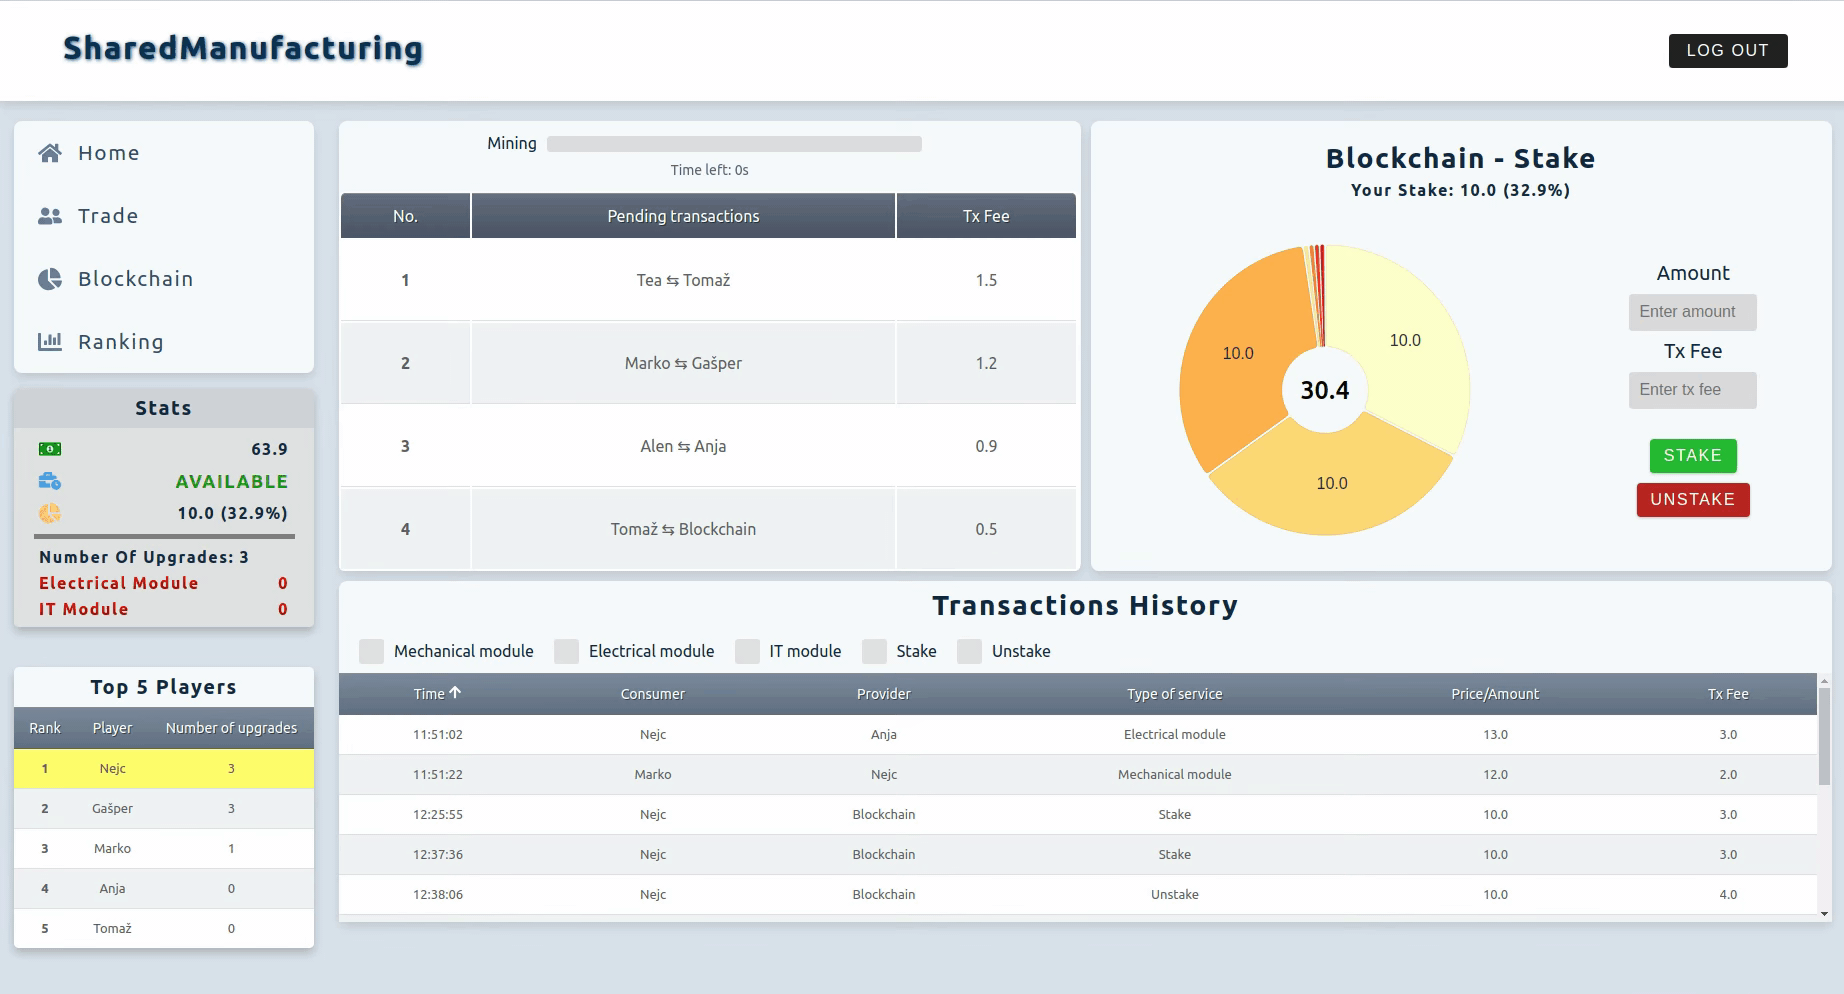 SharedManufacturing
LOG OUT
Home
Trade
Blockchain
Ranking
Stats
63.9
AVAILABLE
10.0 (32.9%)
Number Of Upgrades: 3
Electrical Module 0
IT Module 0
Top 5 Players
Rank Player Number of upgrades
1 Nejc 3
2 Gašper 3
3 Marko 1
4 Anja 0
5 Tomaž 0
Mining
Time left: 0s
No. Pending transactions Tx Fee
1 Tea ⇆ Tomaž 1.5
2 Marko ⇆ Gašper 1.2
3 Alen ⇆ Anja 0.9
4 Tomaž ⇆ Blockchain 0.5
Blockchain - Stake
Your Stake: 10.0 (32.9%)
10.0
10.0
30.4
10.0
Amount
Enter amount
Tx Fee
Enter tx fee
STAKE
UNSTAKE
Transactions History
Mechanical module Electrical module IT module Stake Unstake
Time ↑ Consumer Provider Type of service Price/Amount Tx Fee
11:51:02 Nejc Anja Electrical module 13.0 3.0
11:51:22 Marko Nejc Mechanical module 12.0 2.0
12:25:55 Nejc Blockchain Stake 10.0 3.0
12:37:36 Nejc Blockchain Stake 10.0 3.0
12:38:06 Nejc Blockchain Unstake 10.0 4.0